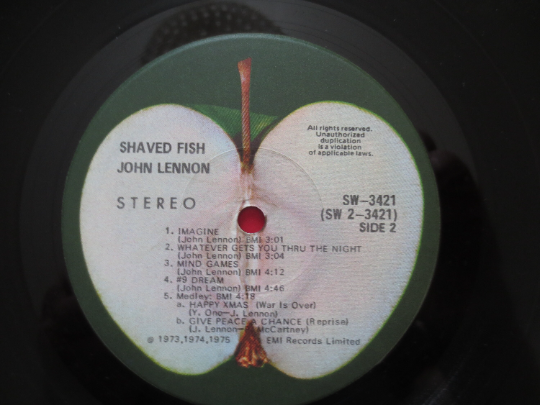 SHAVED FISH
JOHN LENNON
STEREO
All rights reserved.
Unauthorized
duplication
is a violation
of applicable laws.
SW-3421
(SW 2-3421)
SIDE 2
1. IMAGINE
(John Lennon) BMI 3:01
2. WHATEVER GETS YOU THRU THE NIGHT
(John Lennon) BMI 3:04
3. MIND GAMES
(John Lennon) BMI 4:12
4. #9 DREAM
(John Lennon) BMI 4:46
5. Medley: BMI 4:18
a. HAPPY XMAS (War Is Over)
(Y. Ono-J. Lennon)
b. GIVE PEACE A CHANCE (Reprise)
(J. Lennon-P. McCartney)
℗ 1973,1974,1975 EMI Records Limited